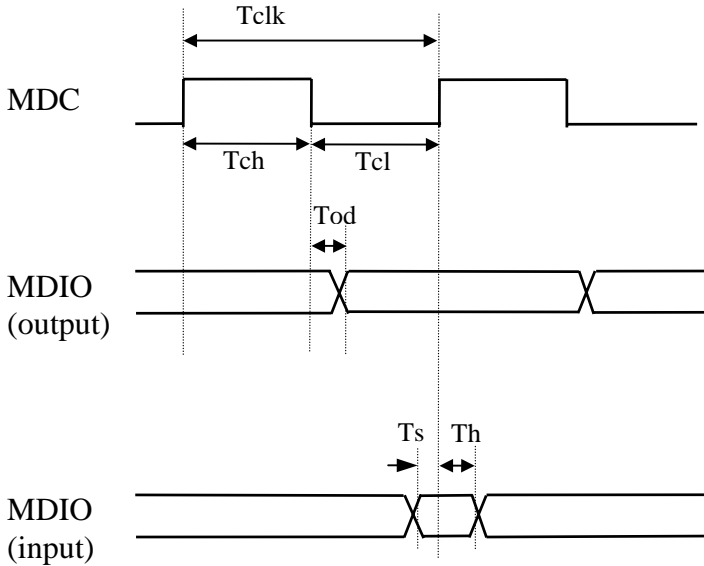 Tclk
MDC
Tch
Tcl
Tod
MDIO
(output)
Ts
Th
MDIO
(input)